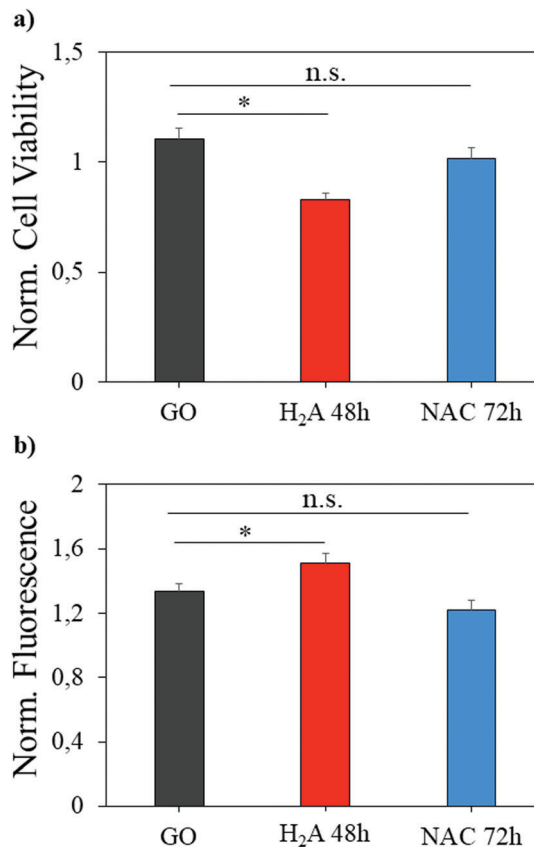 a)
1,5
1
0,5
0
Norm. Cell Viability
n.s.
*
GO
H₂A 48h
NAC 72h
b)
2
1,6
1,2
0,8
0,4
0
Norm. Fluorescence
n.s.
*
GO
H₂A 48h
NAC 72h